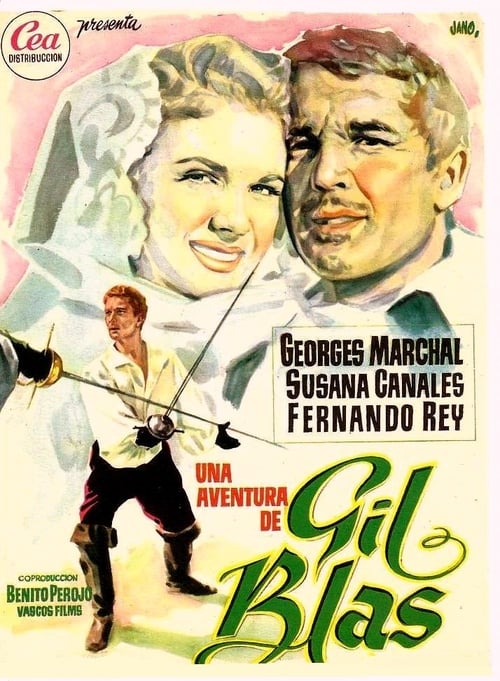 Cea
DISTRIBUCCION
presenta
JANO,
GEORGES MARCHAL
SUSANA CANALES
FERNANDO REY
UNA
AVENTURA
DE
Gil
Blas
COPRODUCCION
BENITO PEROJO
VASCOS FILMS